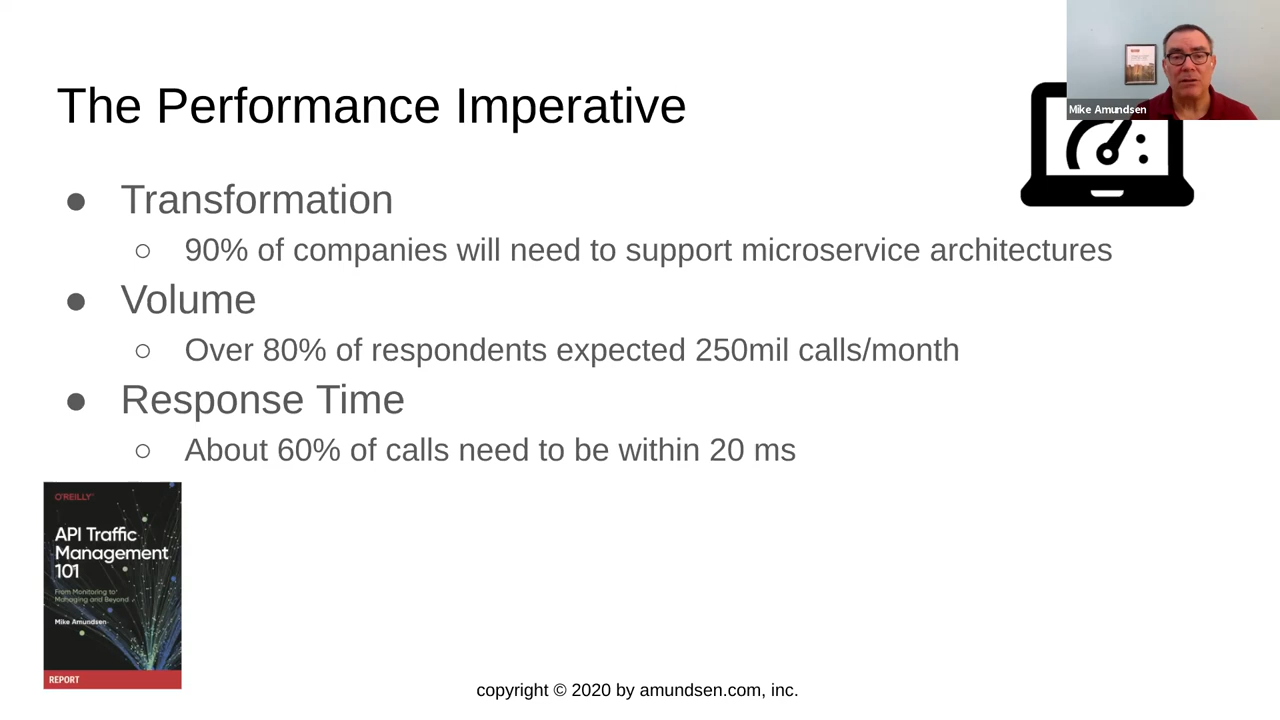 The Performance Imperative
Mike Amundsen
● Transformation
○ 90% of companies will need to support microservice architectures
● Volume
○ Over 80% of respondents expected 250mil calls/month
● Response Time
○ About 60% of calls need to be within 20 ms
O'REILLY
API Traffic
Management
101
From Monitoring to
Managing and Beyond
Mike Amundsen
REPORT
copyright © 2020 by amundsen.com, inc.